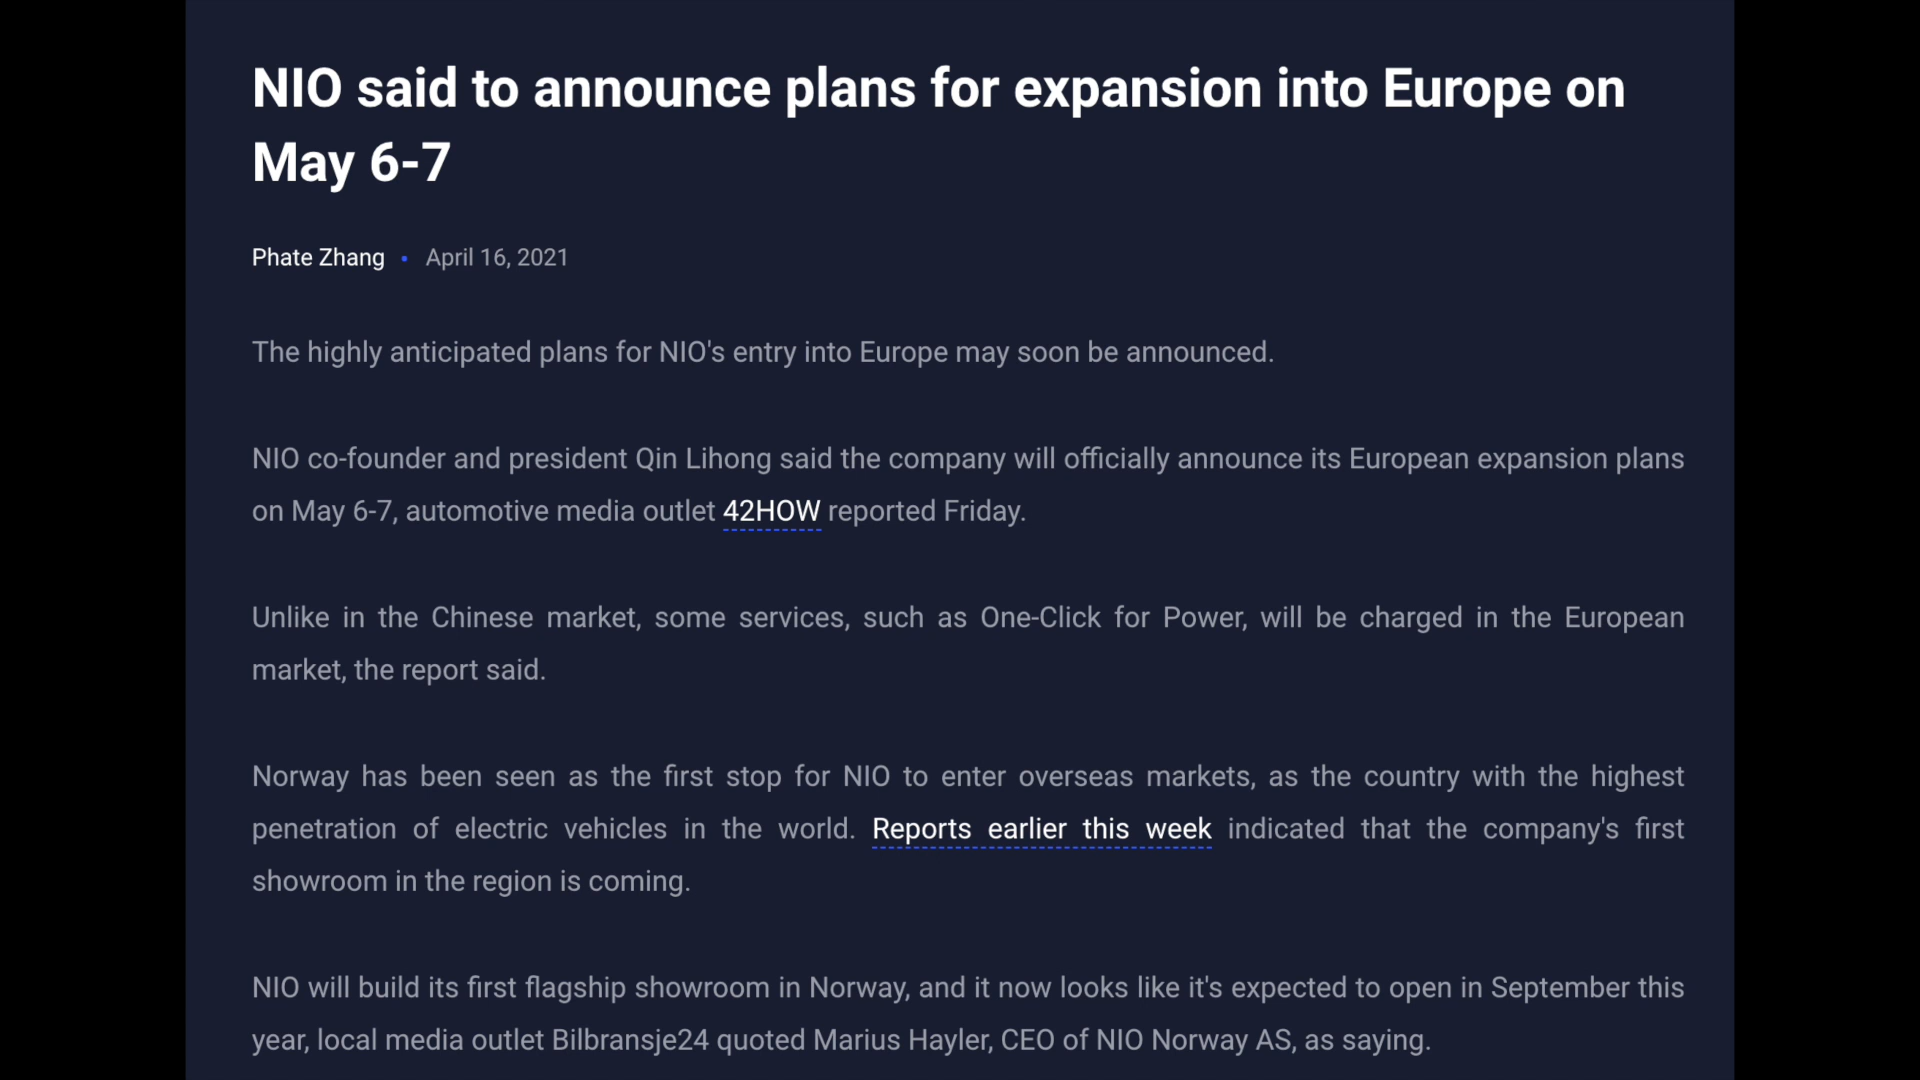 NIO said to announce plans for expansion into Europe on
May 6-7
Phate Zhang • April 16, 2021
The highly anticipated plans for NIO's entry into Europe may soon be announced.
NIO co-founder and president Qin Lihong said the company will officially announce its European expansion plans
on May 6-7, automotive media outlet 42HOW reported Friday.
Unlike in the Chinese market, some services, such as One-Click for Power, will be charged in the European
market, the report said.
Norway has been seen as the first stop for NIO to enter overseas markets, as the country with the highest
penetration of electric vehicles in the world. Reports earlier this week indicated that the company's first
showroom in the region is coming.
NIO will build its first flagship showroom in Norway, and it now looks like it's expected to open in September this
year, local media outlet Bilbransje24 quoted Marius Hayler, CEO of NIO Norway AS, as saying.